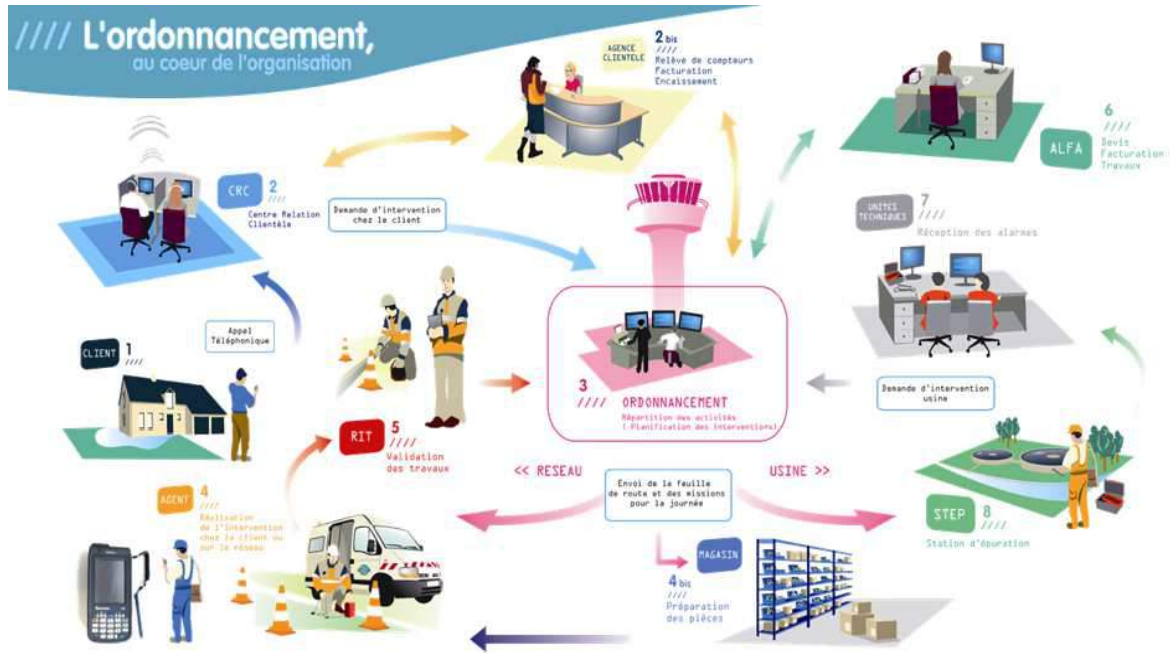 //// L'ordonnancement,
au coeur de l'organisation
AGENCE
CLIENTELE
2 bis
////
Relève de compteurs
Facturation
Encaissement
6
////
ALFA
Devis
Facturation
Travaux
CRC
2
////
Centre Relation
Clientèle
Demande d'intervention
chez le client
UNITES
TECHNIQUES
7
////
Réception des alarmes
Appel
Téléphonique
CLIENT
1
////
3
//// ORDONNANCEMENT
Répartition des activités
( Planification des Interventions)
Demande d'intervention
usine
RIT
5
////
Validation
des travaux
<< RESEAU
USINE >>
Envoi de la feuille
de route et des missions
pour la journée
AGENT
4
////
Réalisation
de l'Intervention
chez la client ou
sur le réseau
STEP
8
////
Station d'épuration
MAGASIN
4 bis
////
Préparation
des pièces